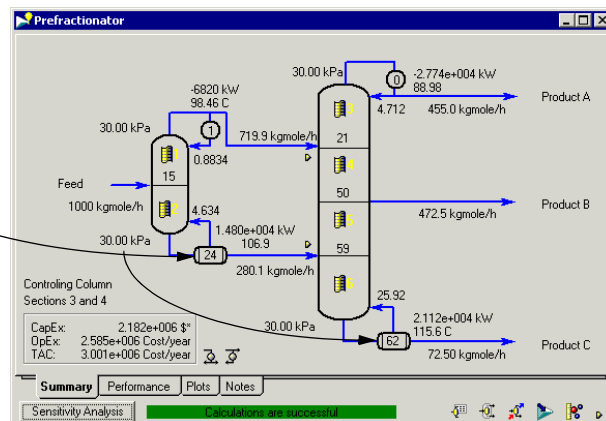 Prefractionator
30.00 kPa
0
-2.774e+004 kW
88.98
4.712
455.0 kgmole/h
Product A
-6820 kW
98.46 C
30.00 kPa
1
0.8834
719.9 kgmole/h
21
15
Feed
1000 kgmole/h
50
472.5 kgmole/h
Product B
4.634
1.480e+004 kW
106.9
30.00 kPa
24
280.1 kgmole/h
59
Controling Column
Sections 3 and 4
25.92
2.112e+004 kW
115.6 C
30.00 kPa
62
72.50 kgmole/h
Product C
CapEx: 2.182e+006 $*
OpEx: 2.585e+006 Cost/year
TAC: 3.001e+006 Cost/year
Summary Performance Plots Notes
Sensitivity Analysis
Calculations are successful